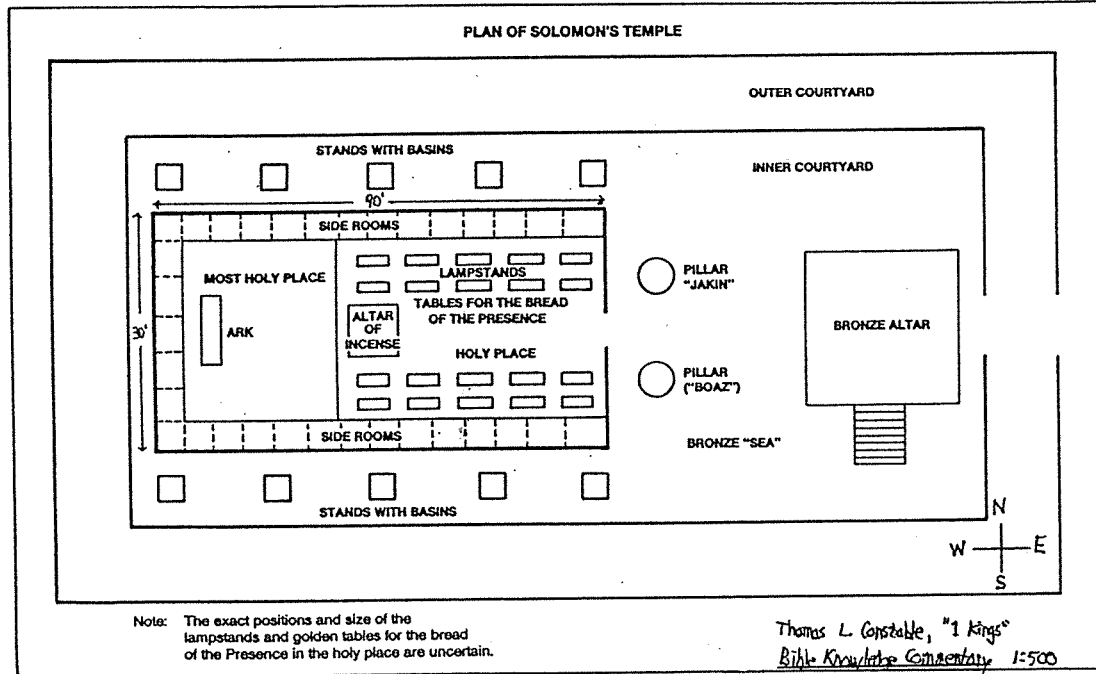 PLAN OF SOLOMON'S TEMPLE
OUTER COURTYARD
STANDS WITH BASINS
INNER COURTYARD
90'
SIDE ROOMS
MOST HOLY PLACE
LAMPSTANDS
PILLAR
"JAKIN"
TABLES FOR THE BREAD
OF THE PRESENCE
ALTAR
OF
INCENSE
30'
ARK
BRONZE ALTAR
HOLY PLACE
PILLAR
("BOAZ")
SIDE ROOMS
BRONZE "SEA"
STANDS WITH BASINS
N
W E
S
Note: The exact positions and size of the
lampstands and golden tables for the bread
of the Presence in the holy place are uncertain.
Thomas L. Constable, "1 Kings"
Bible Knowledge Commentary 1:500